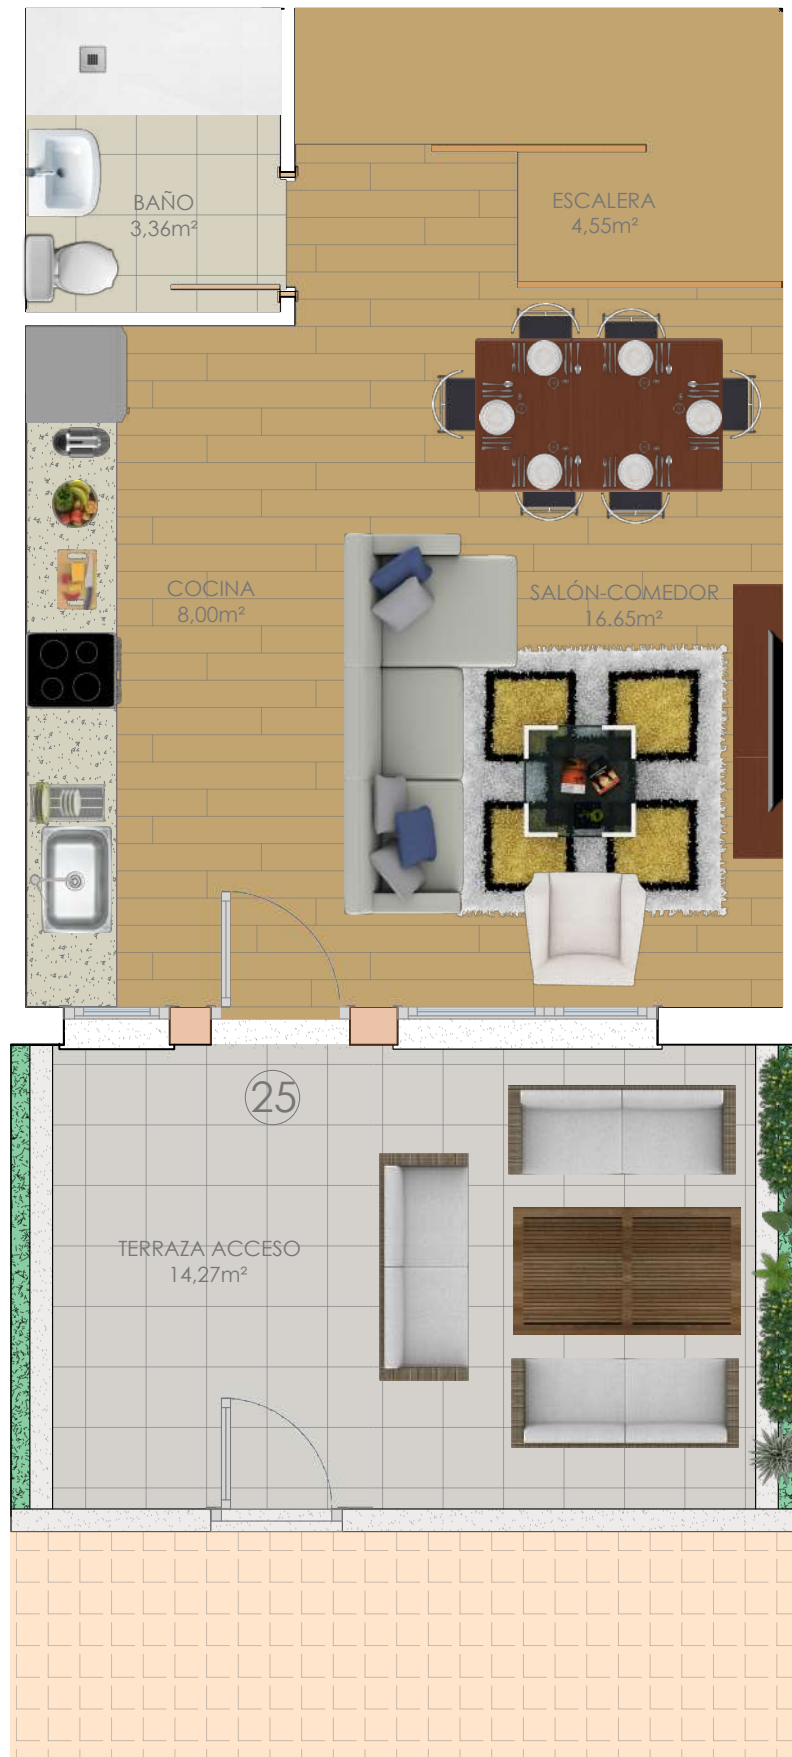 BAÑO
3,36m²
ESCALERA
4,55m²
COCINA
8,00m²
SALÓN-COMEDOR
16.65m²
25
TERRAZA ACCESO
14,27m²